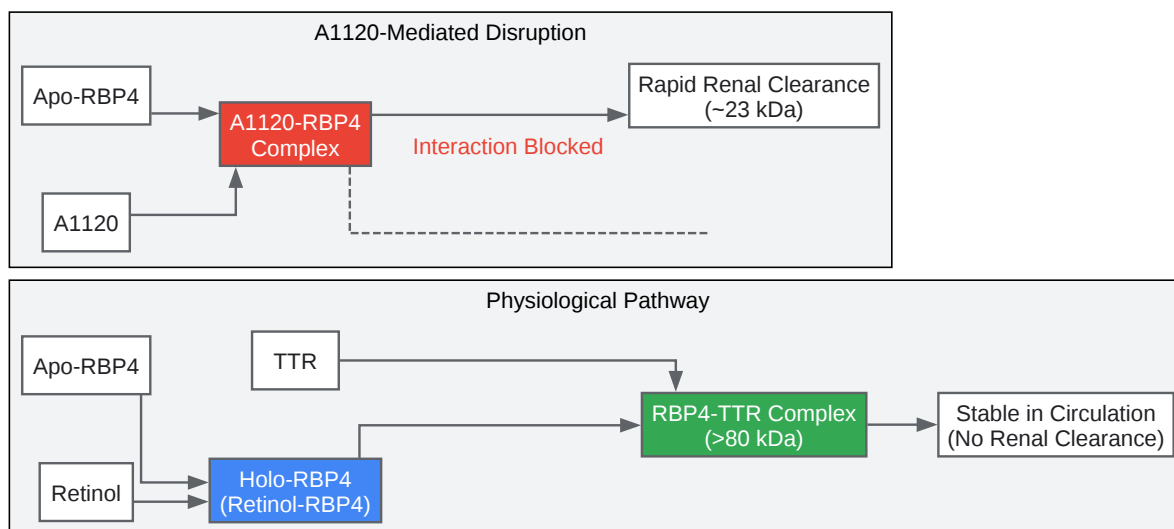 A1120-Mediated Disruption
Apo-RBP4
A1120-RBP4
Complex
Rapid Renal Clearance
(~23 kDa)
Interaction Blocked
A1120
Physiological Pathway
Apo-RBP4
TTR
RBP4-TTR Complex
(>80 kDa)
Stable in Circulation
(No Renal Clearance)
Retinol
Holo-RBP4
(Retinol-RBP4)